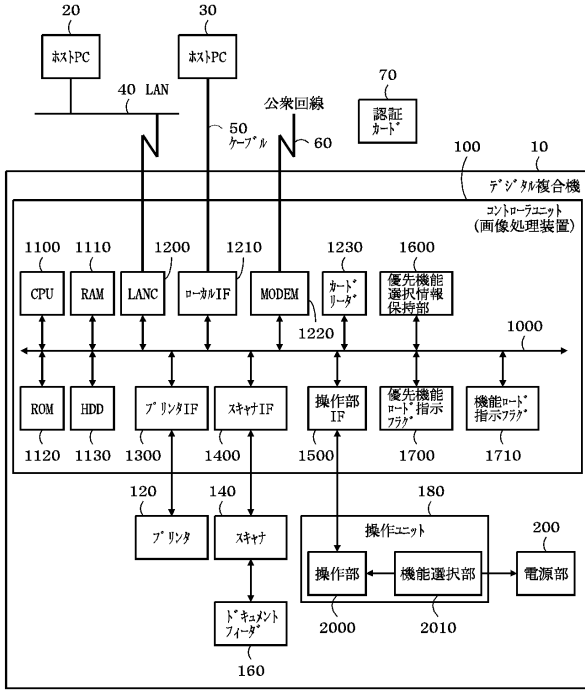 20
30
ホストPC
ホストPC
70
40 LAN
公衆回線
認証
カード
50
ケーブル
60
10
100
デジタル複合機
コントローラユニット
(画像処理装置)
1100
1110
1200
1210
1230
1600
CPU
RAM
LANC
ローカルIF
MODEM
カード
リーダ
優先機能
選択情報
保持部
1220
1000
ROM
HDD
プリンタIF
スキャナIF
操作部
IF
優先機能
ロード指示
フラグ
機能ロード
指示フラグ
1120
1130
1300
1400
1500
1700
1710
120
140
180
プリンタ
スキャナ
操作ユニット
200
操作部
機能選択部
電源部
2000
2010
ドキュメント
フィーダ
160